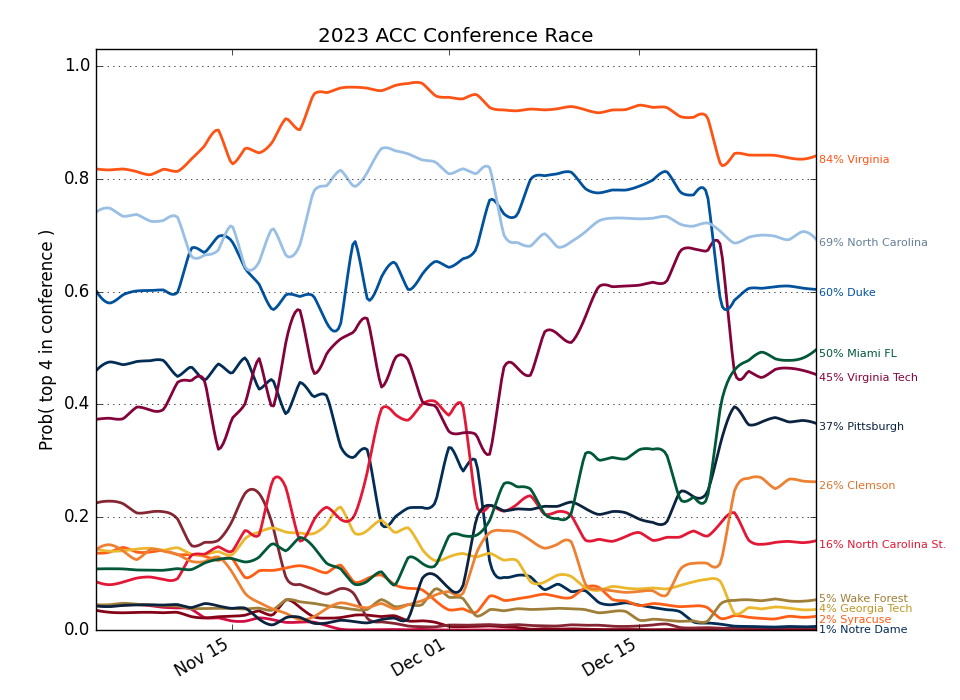 2023 ACC Conference Race
Prob( top 4 in conference )
1.0
0.8
0.6
0.4
0.2
0.0
Nov 15
Dec 01
Dec 15
84% Virginia
69% North Carolina
60% Duke
50% Miami FL
45% Virginia Tech
37% Pittsburgh
26% Clemson
16% North Carolina St.
5% Wake Forest
4% Georgia Tech
2% Syracuse
1% Notre Dame